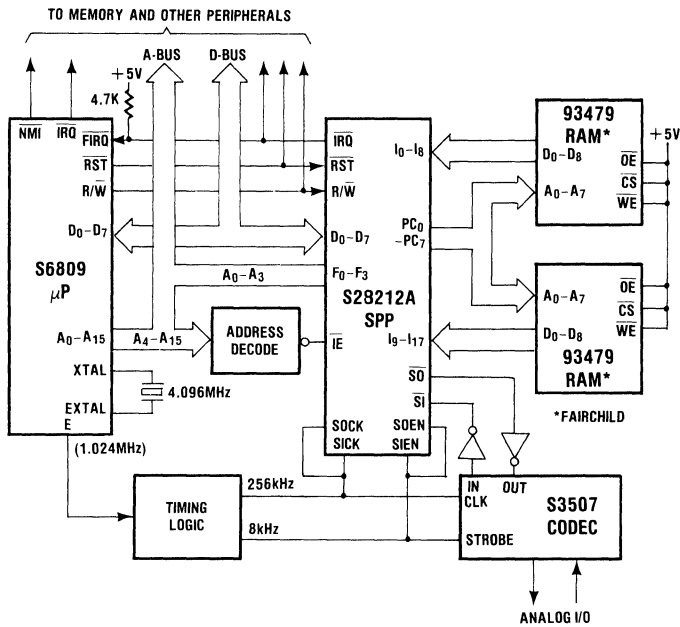 TO MEMORY AND OTHER PERIPHERALS
A-BUS
D-BUS
+5V
4.7K
NMI
IRQ
FIRQ
RST
R/W
D0-D7
S6809
μP
A0-A15
XTAL
EXTAL
E
(1.024MHz)
4.096MHz
A0-A3
A4-A15
ADDRESS
DECODE
IRQ
RST
R/W
D0-D7
F0-F3
S28212A
SPP
IE
I0-I8
PC0
-PC7
I9-I17
SO
SI
SOCK
SICK
SOEN
SIEN
93479
RAM*
D0-D8
A0-A7
OE
CS
WE
+5V
A0-A7
D0-D8
OE
CS
WE
93479
RAM*
*FAIRCHILD
TIMING
LOGIC
256kHz
8kHz
IN
OUT
CLK
STROBE
S3507
CODEC
ANALOG I/O